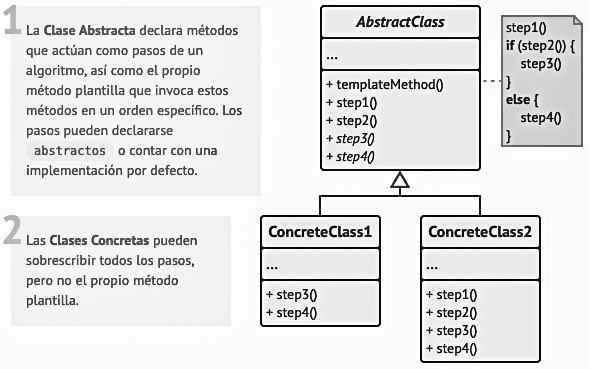 1
La Clase Abstracta declara métodos
que actúan como pasos de un
algoritmo, así como el propio
método plantilla que invoca estos
métodos en un orden específico. Los
pasos pueden declararse
abstractos o contar con una
implementación por defecto.
AbstractClass
...
+ templateMethod()
+ step1()
+ step2()
+ step3()
+ step4()
step1()
if (step2()) {
step3()
}
else {
step4()
}
2
Las Clases Concretas pueden
sobrescribir todos los pasos,
pero no el propio método
plantilla.
ConcreteClass1
...
+ step3()
+ step4()
ConcreteClass2
...
+ step1()
+ step2()
+ step3()
+ step4()